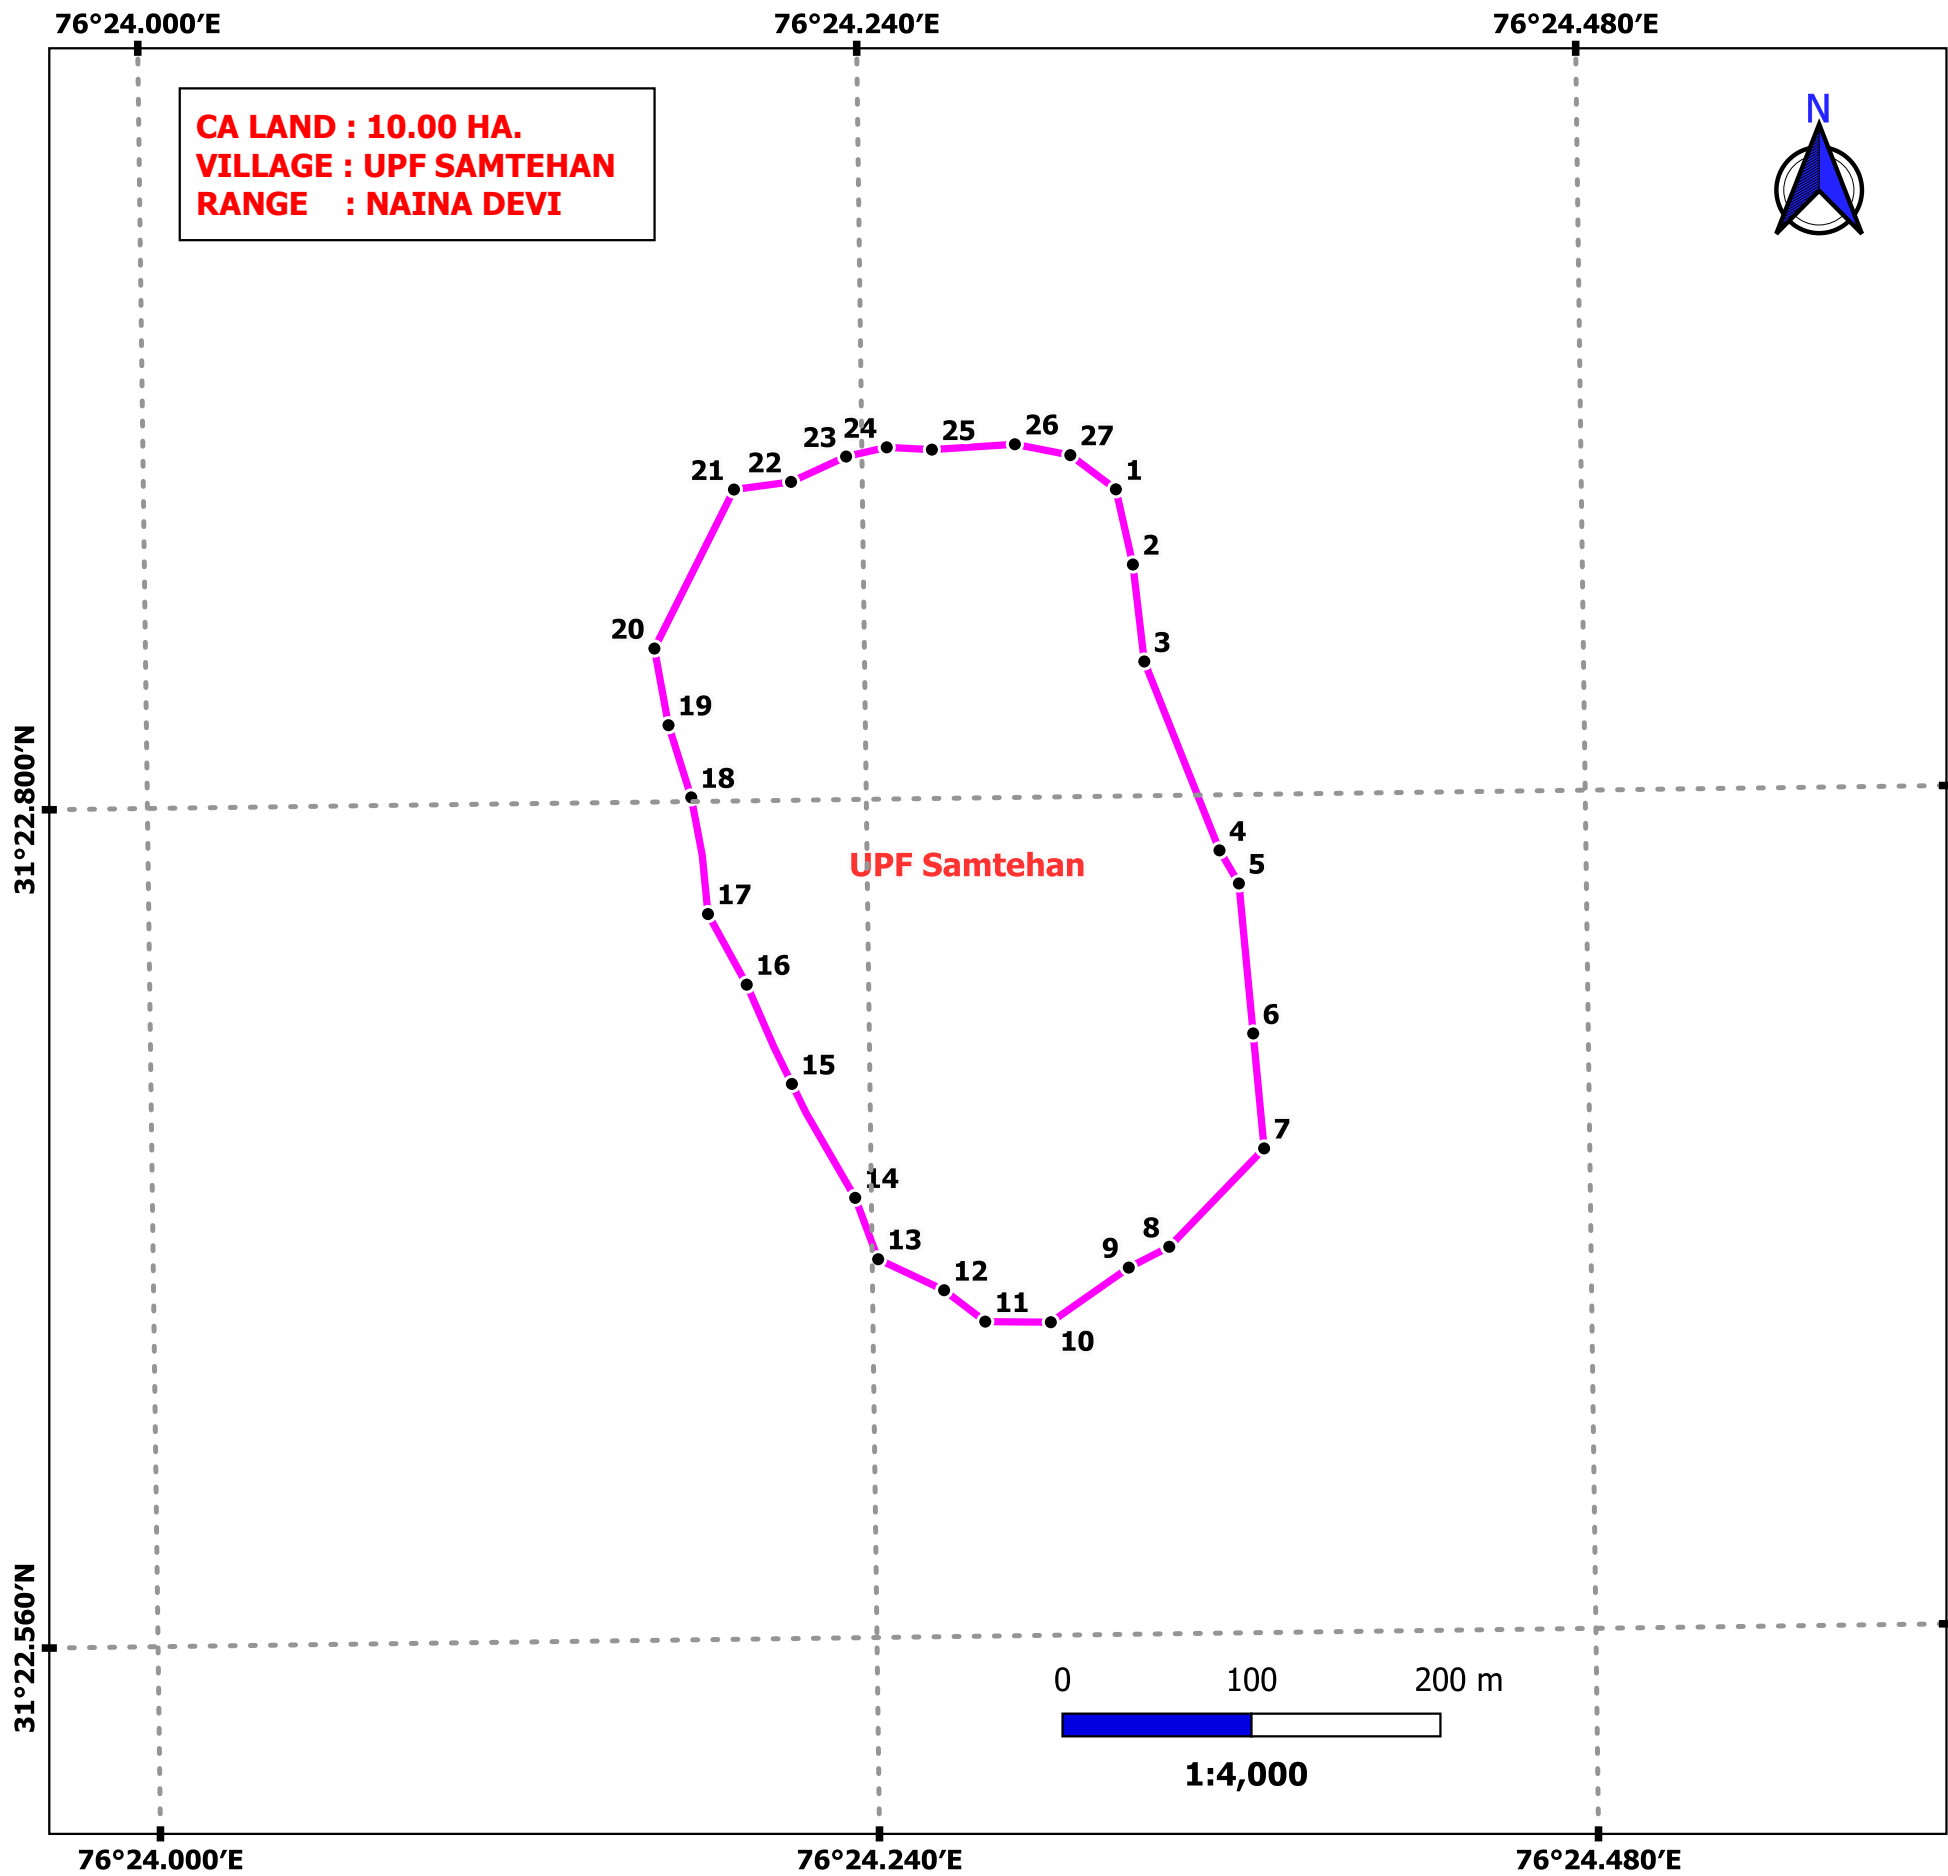 76°24.000′E
76°24.240′E
76°24.480′E
CA LAND : 10.00 HA.
VILLAGE : UPF SAMTEHAN
RANGE : NAINA DEVI
N
26
24
25
27
23
22
21
1
2
20
3
19
31°22.800′N
18
4
UPF Samtehan
5
17
16
6
15
7
14
8
13
9
12
11
10
31°22.560′N
0 100 200 m
1:4,000
76°24.000′E
76°24.240′E
76°24.480′E